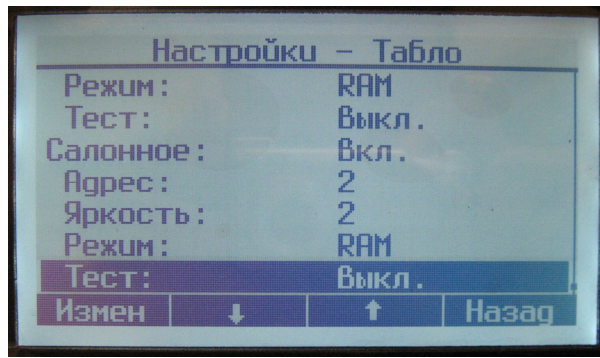 Настройки - Табло
Режим: RAM
Тест: Выкл.
Салонное: Вкл.
Адрес: 2
Яркость: 2
Режим: RAM
Тест: Выкл.
Измен ↓ ↑ Назад